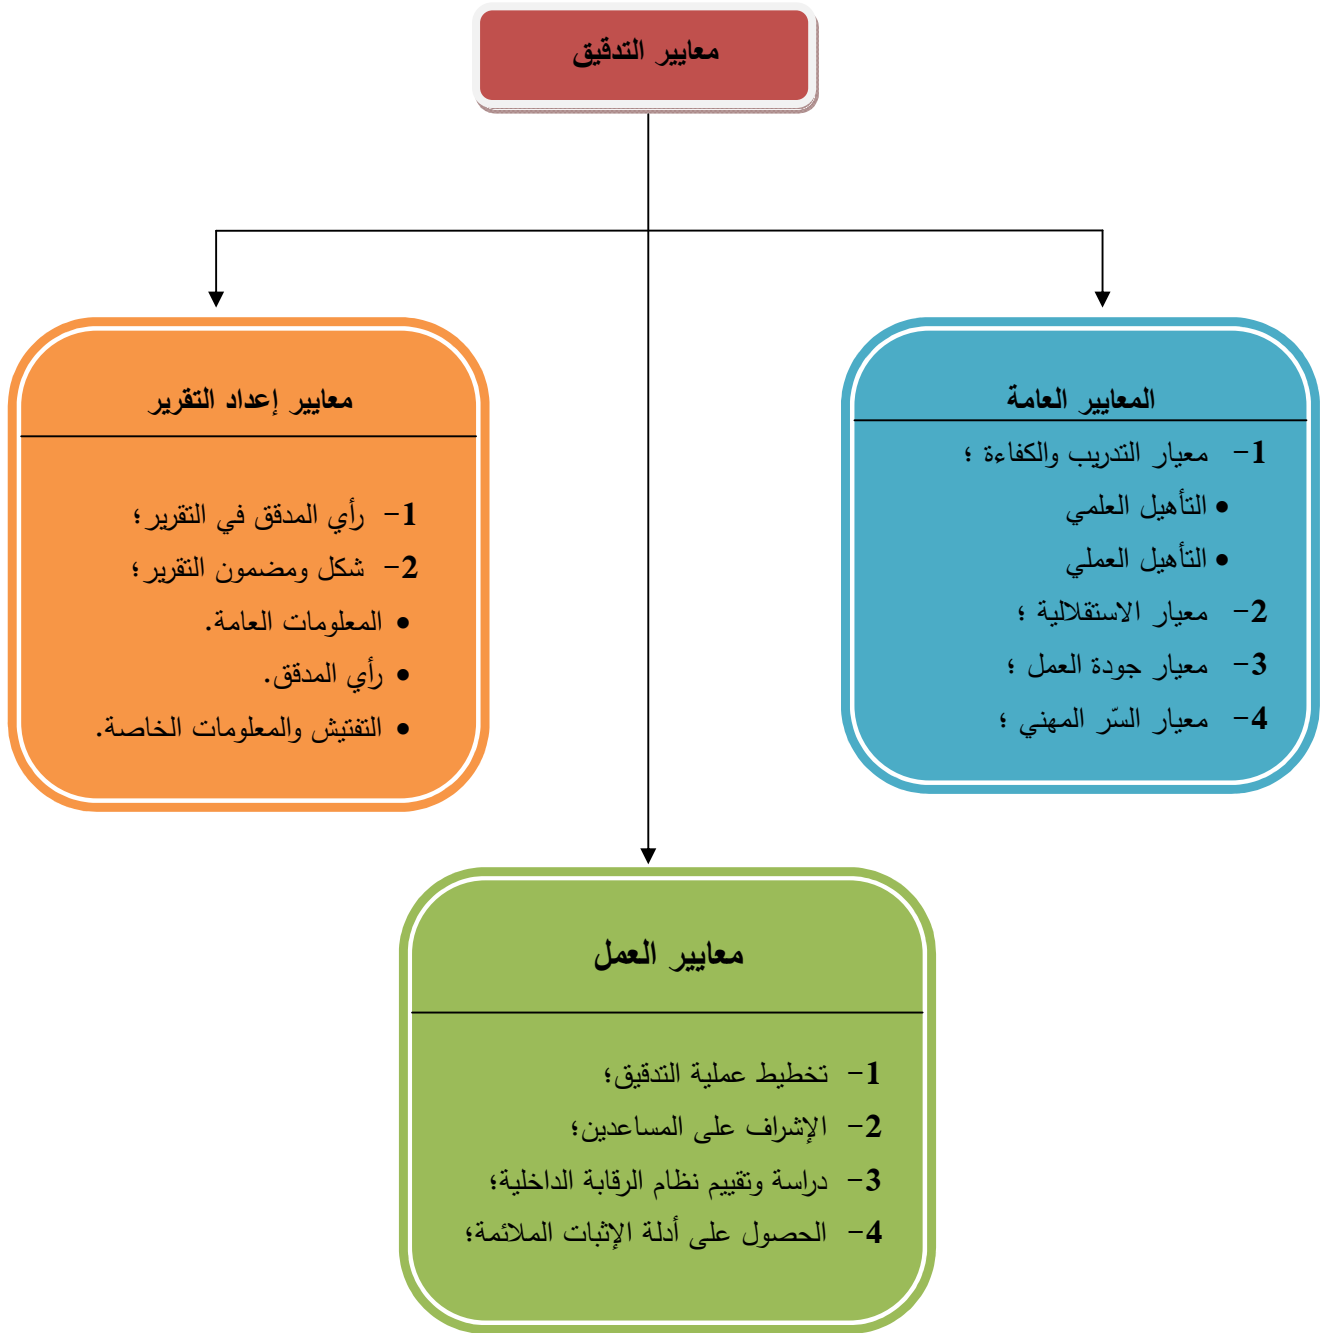 معايير التدقيق
المعايير العامة
1- معيار التدريب والكفاءة ؛
• التأهيل العلمي
• التأهيل العملي
2- معيار الاستقلالية ؛
3- معيار جودة العمل ؛
4- معيار السّر المهني ؛
معايير إعداد التقرير
1- رأي المدقق في التقرير؛
2- شكل ومضمون التقرير؛
• المعلومات العامة.
• رأي المدقق.
• التفتيش والمعلومات الخاصة.
معايير العمل
1- تخطيط عملية التدقيق؛
2- الإشراف على المساعدين؛
3- دراسة وتقييم نظام الرقابة الداخلية؛
4- الحصول على أدلة الإثبات الملائمة؛